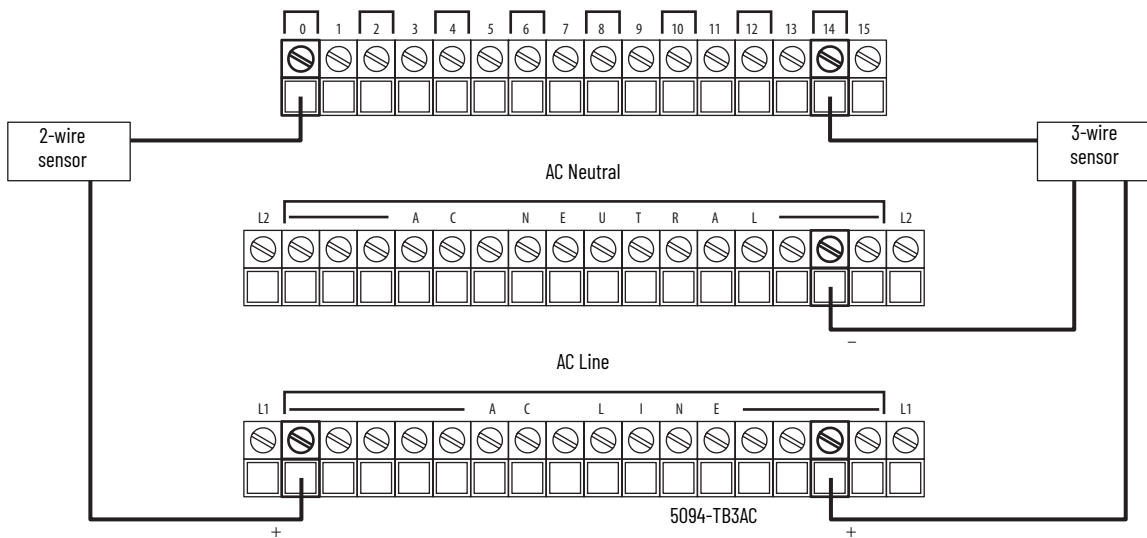 0 1 2 3 4 5 6 7 8 9 10 11 12 13 14 15
2-wire
sensor
3-wire
sensor
AC Neutral
L2 A C N E U T R A L L2
–
AC Line
L1 A C L I N E L1
5094-TB3AC
+ +